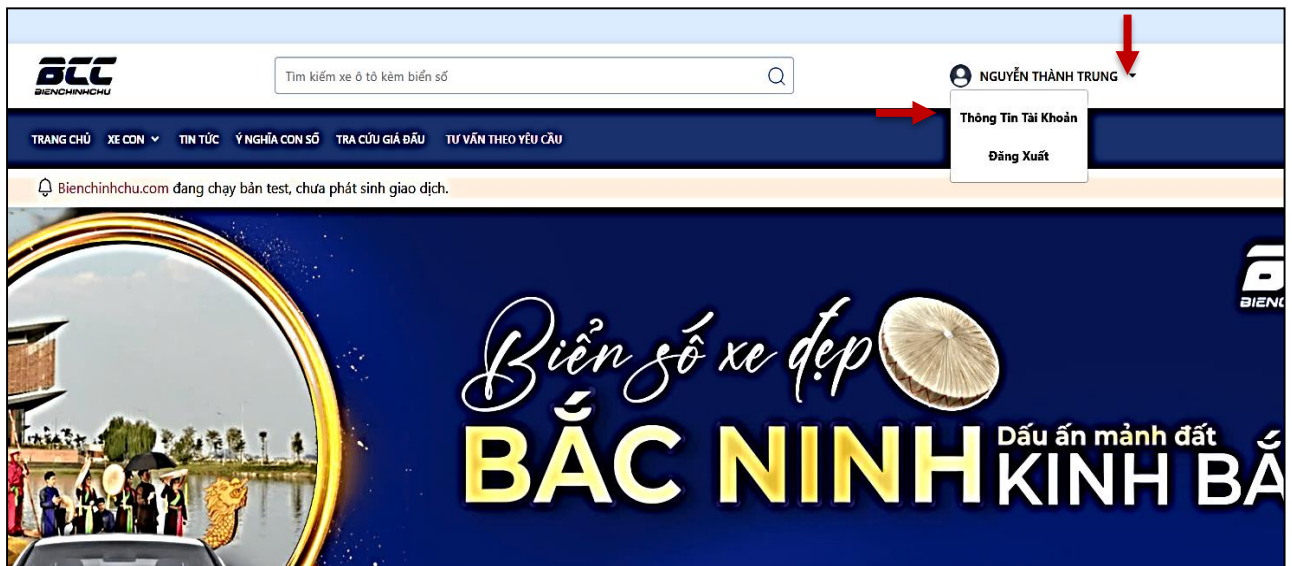 BCC
BIENCHINHCHU
Tìm kiếm xe ô tô kèm biển số
NGUYỄN THÀNH TRUNG
Thông Tin Tài Khoản
Đăng Xuất
TRANG CHỦ XE CON TIN TỨC Ý NGHĨA CON SỐ TRA CỨU GIÁ ĐẤU TƯ VẤN THEO YÊU CẦU
Bienchinhchu.com đang chạy bản test, chưa phát sinh giao dịch.
Biển số xe đẹp
BẮC NINH
Dấu ấn mảnh đất
KINH BẮ